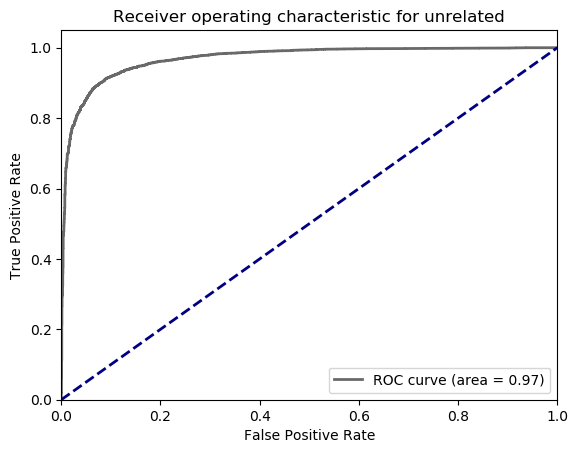 Receiver operating characteristic for unrelated
1.0
0.8
0.6
0.4
0.2
0.0
True Positive Rate
ROC curve (area = 0.97)
0.0 0.2 0.4 0.6 0.8 1.0
False Positive Rate